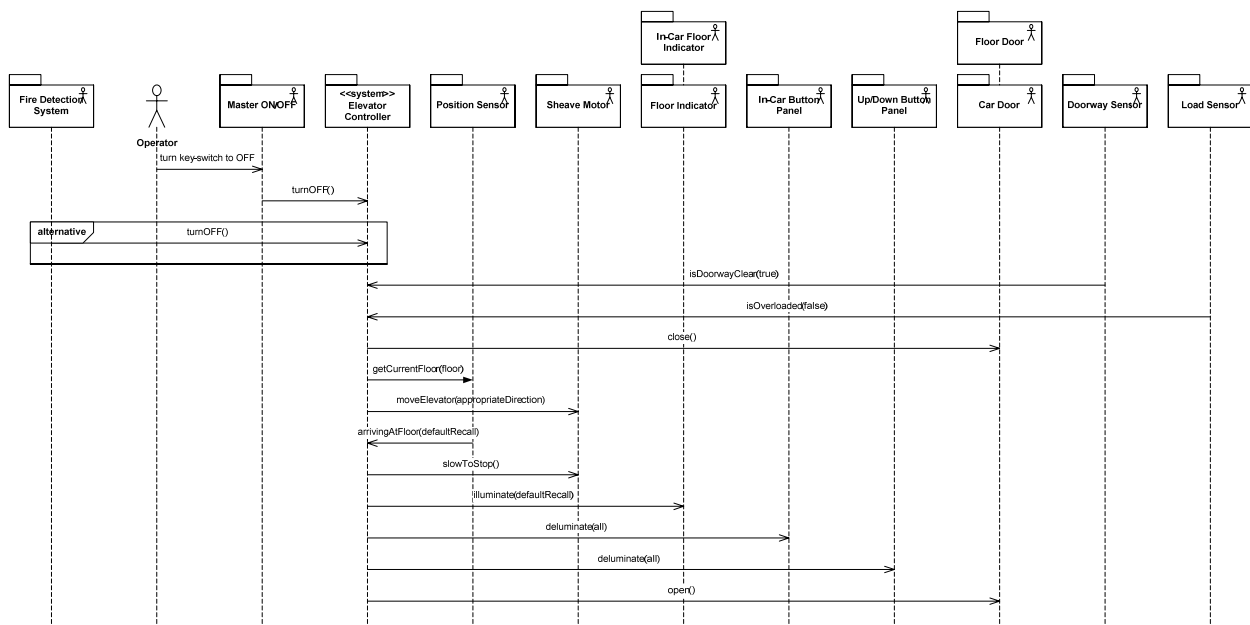 In-Car Floor
Indicator
Floor Door
Fire Detection
System
Master ON/OFF
<<system>>
Elevator
Controller
Position Sensor
Sheave Motor
Floor Indicator
In-Car Button
Panel
Up/Down Button
Panel
Car Door
Doorway Sensor
Load Sensor
Operator
turn key-switch to OFF
turnOFF()
alternative
turnOFF()
isDoorwayClear(true)
isOverloaded(false)
close()
getCurrentFloor(floor)
moveElevator(appropriateDirection)
arrivingAtFloor(defaultRecall)
slowToStop()
illuminate(defaultRecall)
deluminate(all)
deluminate(all)
open()